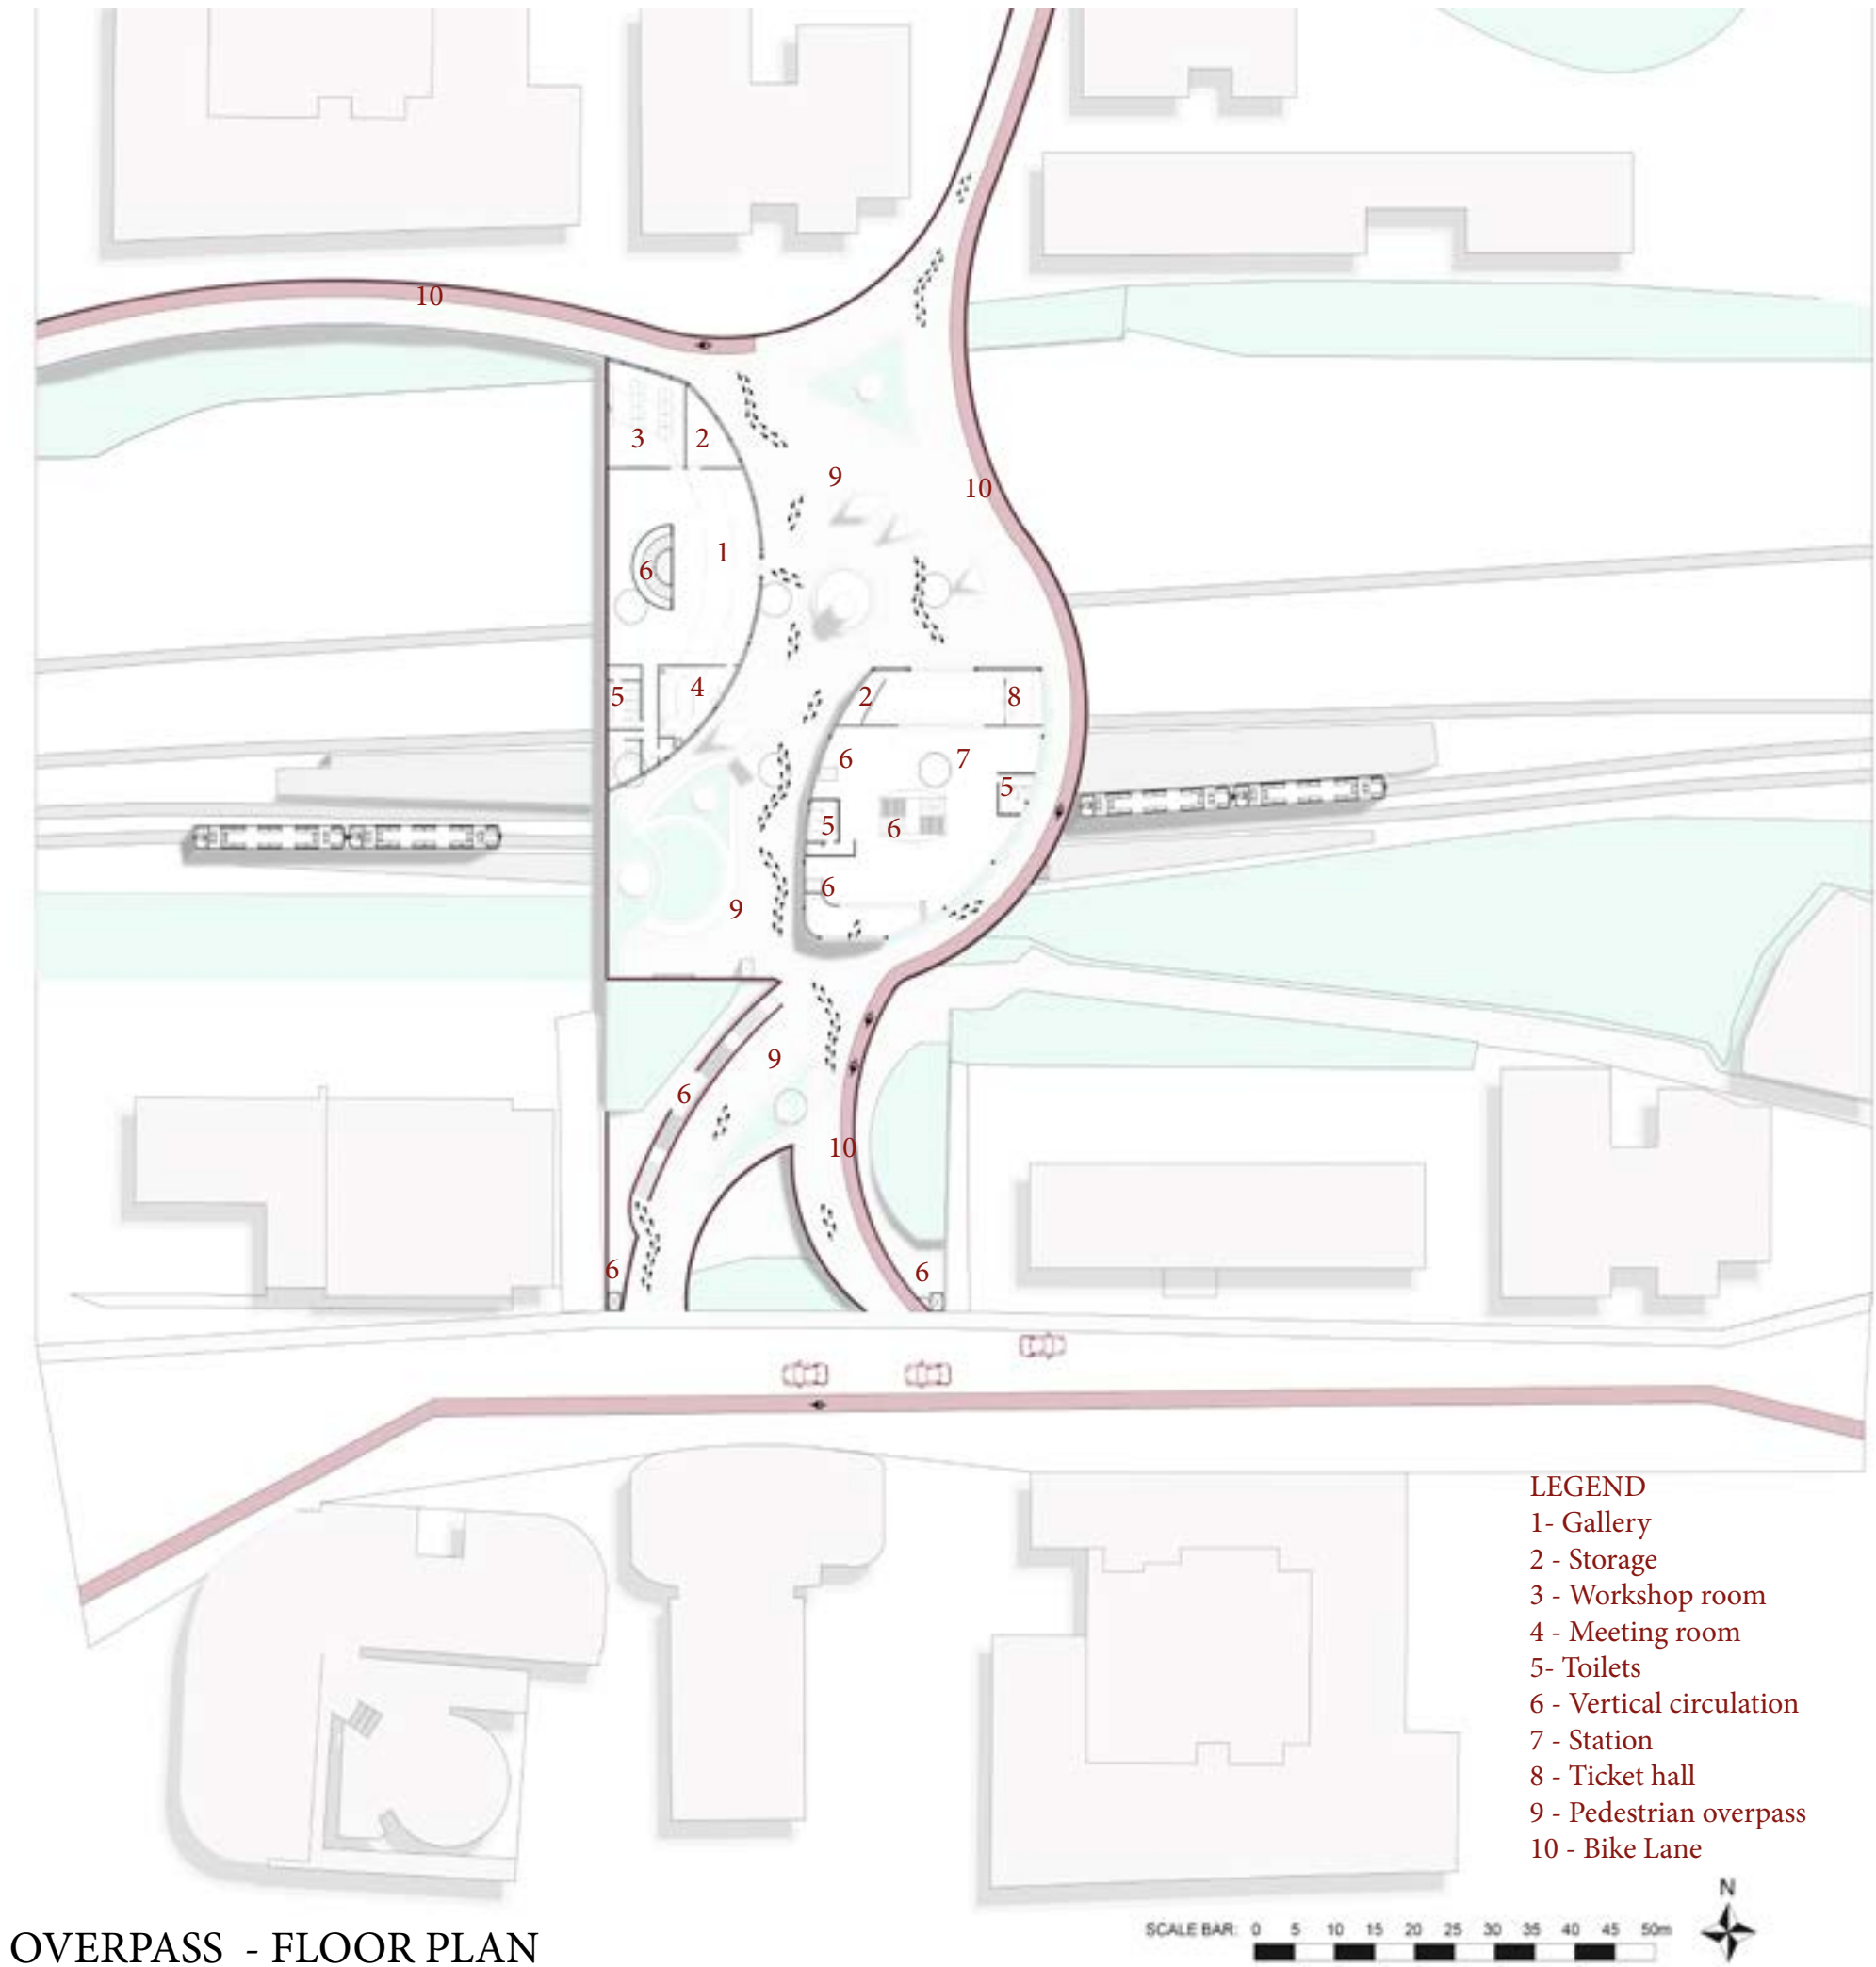 10
3
2
9
10
1
6
5
4
2
8
6
7
5
5
6
6
9
9
6
10
6
6
LEGEND
1- Gallery
2 - Storage
3 - Workshop room
4 - Meeting room
5- Toilets
6 - Vertical circulation
7 - Station
8 - Ticket hall
9 - Pedestrian overpass
10 - Bike Lane
N
SCALE BAR: 0 5 10 15 20 25 30 35 40 45 50m
OVERPASS - FLOOR PLAN